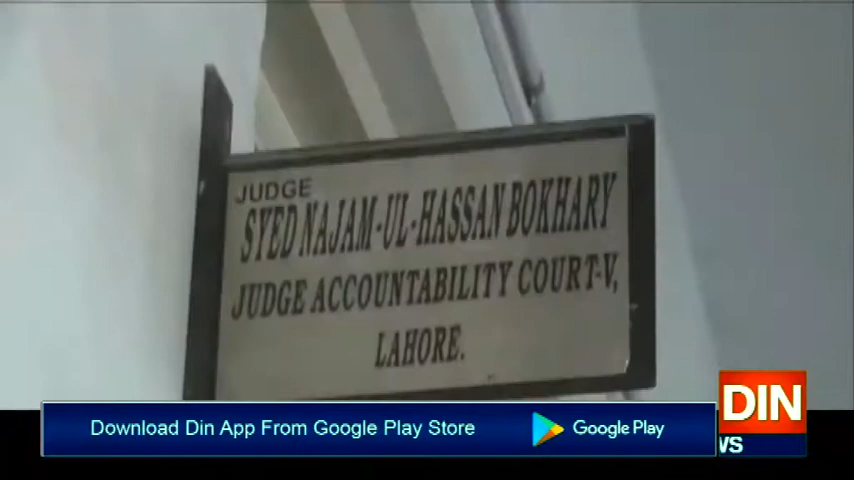 JUDGE
SYED NAJAM-UL-HASSAN BOKHARY
JUDGE ACCOUNTABILITY COURT-V,
LAHORE.
Download Din App From Google Play Store
Google Play
DIN
WS